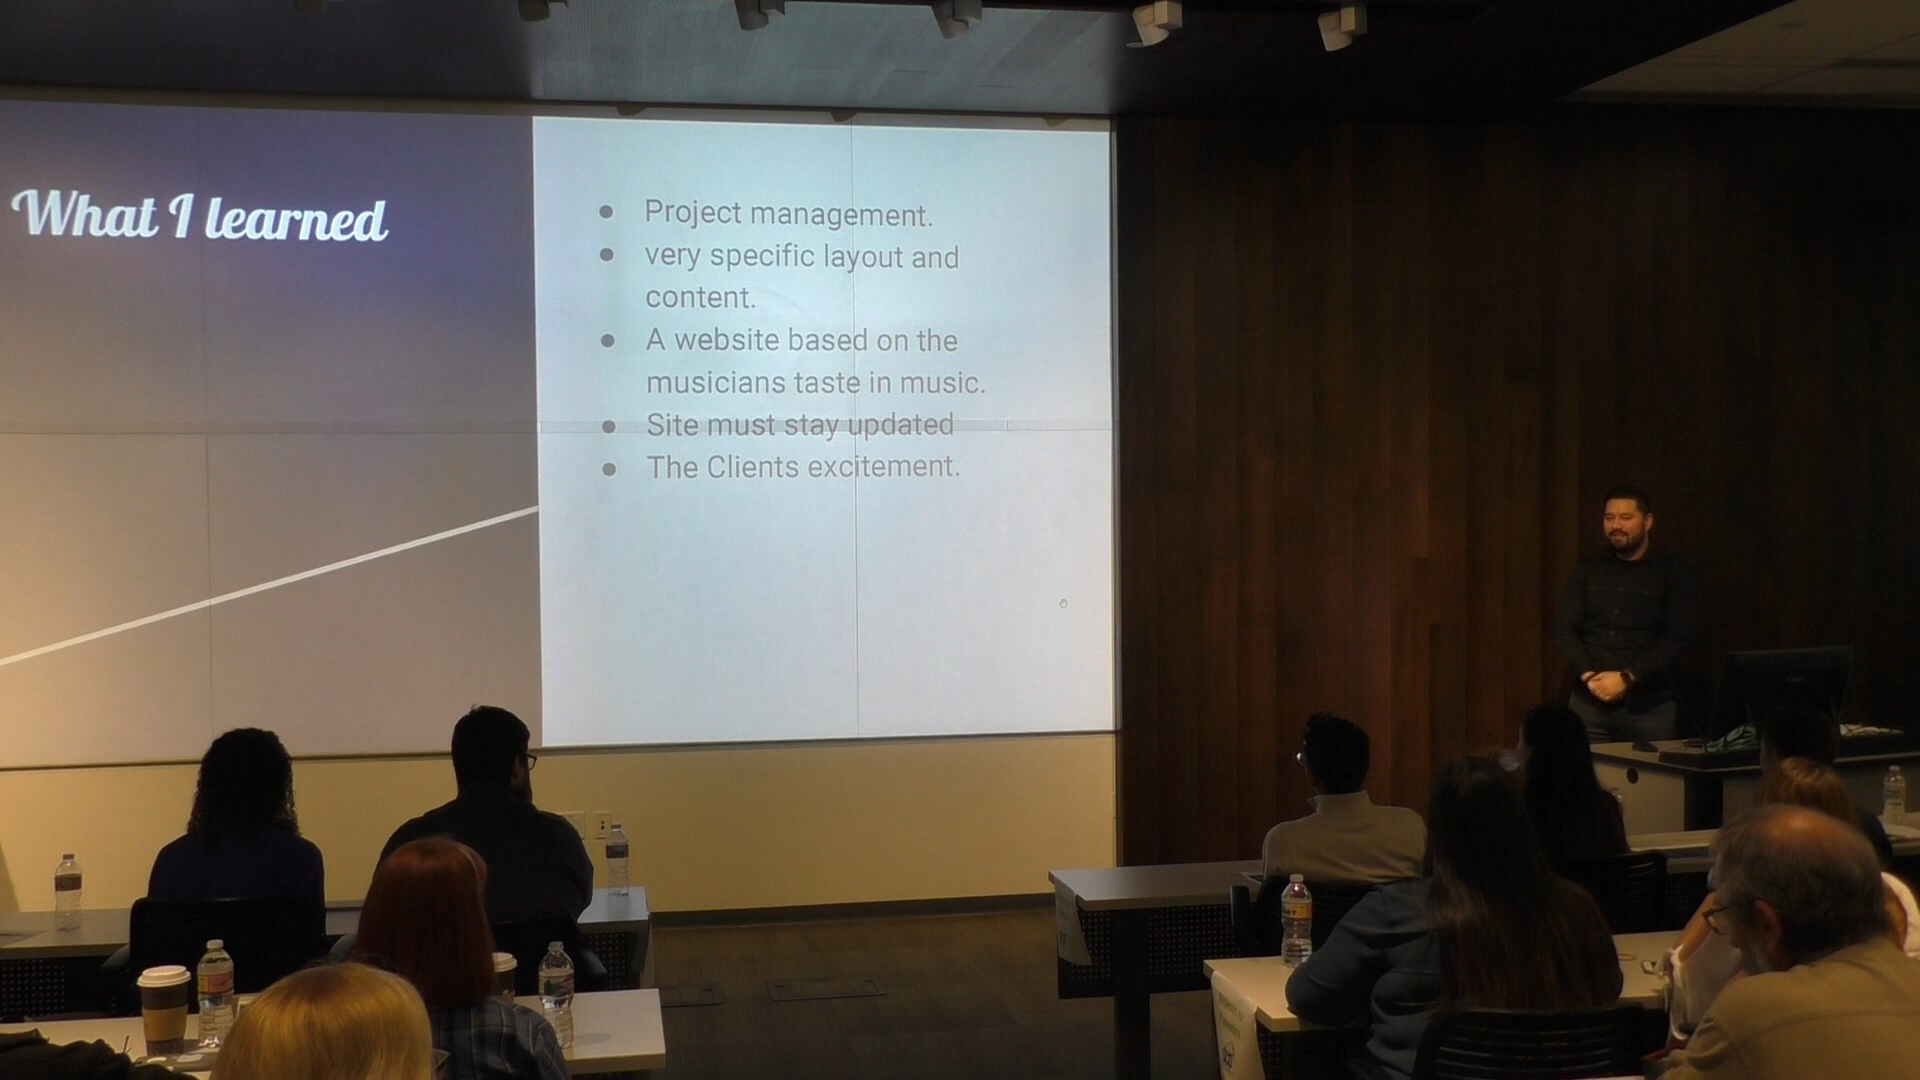 What I learned
● Project management.
● very specific layout and
content.
● A website based on the
musicians taste in music.
● Site must stay updated
● The Clients excitement.